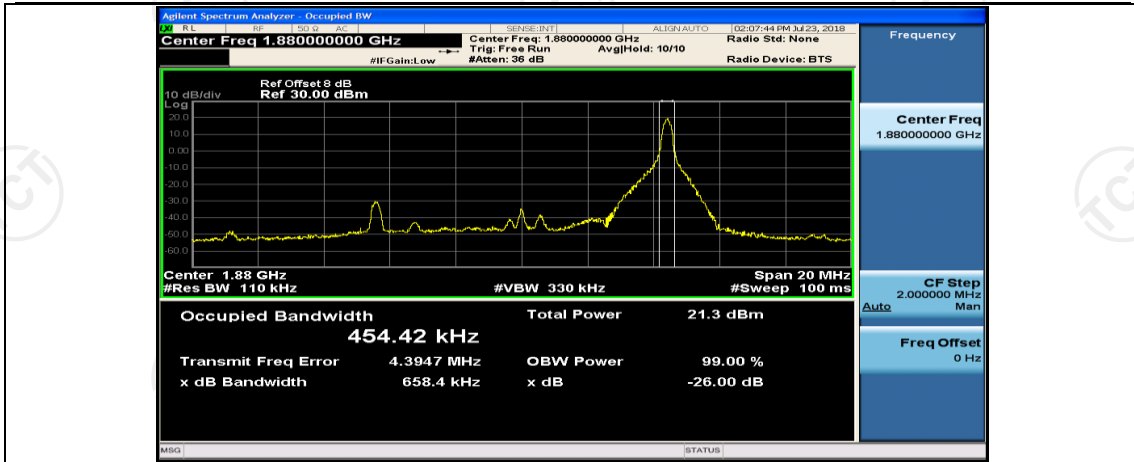 Agilent Spectrum Analyzer - Occupied BW
LXI RL RF 50 Ω AC SENSE:INT ALIGN AUTO 02:07:44 PM Jul 23, 2018
Center Freq 1.880000000 GHz
Center Freq: 1.880000000 GHz
Radio Std: None
Trig: Free Run Avg|Hold: 10/10
#IFGain:Low #Atten: 36 dB Radio Device: BTS
Frequency
Ref Offset 8 dB
10 dB/div Ref 30.00 dBm
Log
20.0
10.0
0.00
-10.0
-20.0
-30.0
-40.0
-50.0
-60.0
Center 1.88 GHz Span 20 MHz
#Res BW 110 kHz #VBW 330 kHz #Sweep 100 ms
Occupied Bandwidth Total Power 21.3 dBm
454.42 kHz
Transmit Freq Error 4.3947 MHz OBW Power 99.00 %
x dB Bandwidth 658.4 kHz x dB -26.00 dB
Center Freq
1.880000000 GHz
CF Step
2.000000 MHz
Auto Man
Freq Offset
0 Hz
MSG STATUS
TCT
TCT